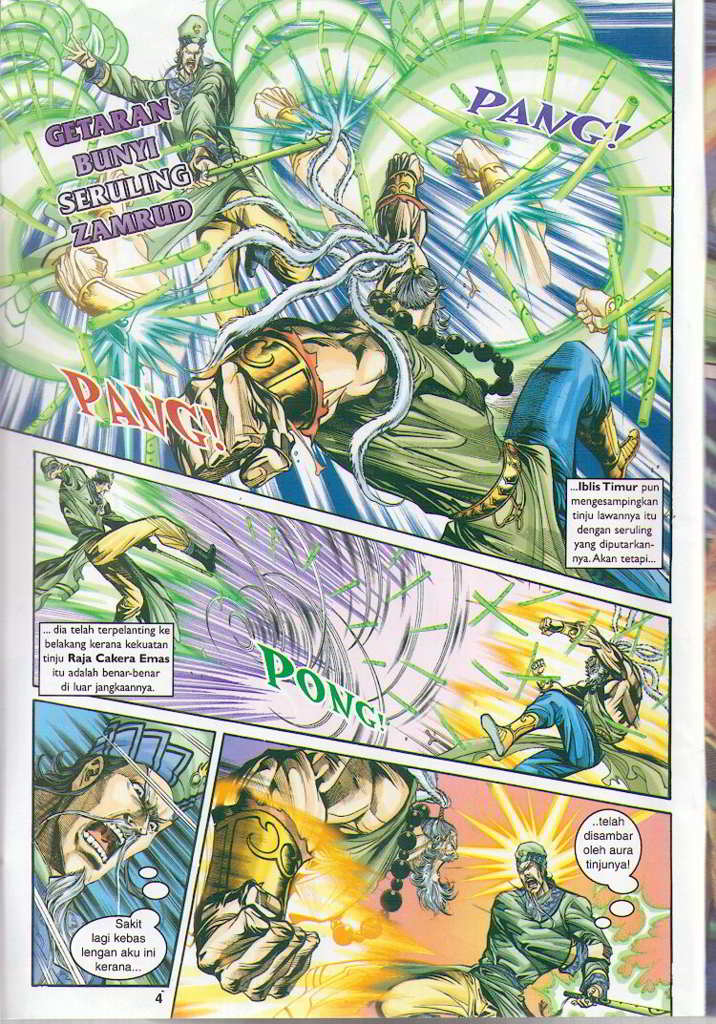 GETARAN
BUNYI
SERULING
ZAMRUD
PANG!
PANG!
...Iblis Timur pun
mengesampingkan
tinju lawannya itu
dengan seruling
yang diputarkan-
nya. Akan tetapi...
... dia telah terpelanting ke
belakang kerana kekuatan
tinju Raja Cakera Emas
itu adalah benar-benar
di luar jangkaannya.
PONG!
Sakit
lagi kebas
lengan aku ini
kerana...
..telah
disambar
oleh aura
tinjunya!
4